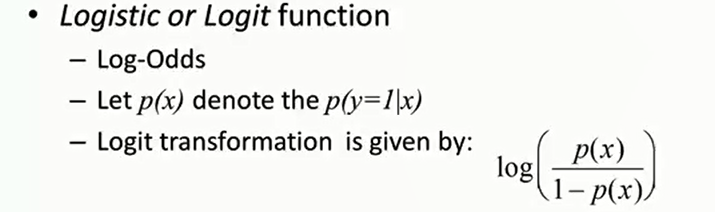 • Logistic or Logit function
– Log-Odds
– Let p(x) denote the p(y=1|x)
– Logit transformation is given by: log(p(x)/(1−p(x)))